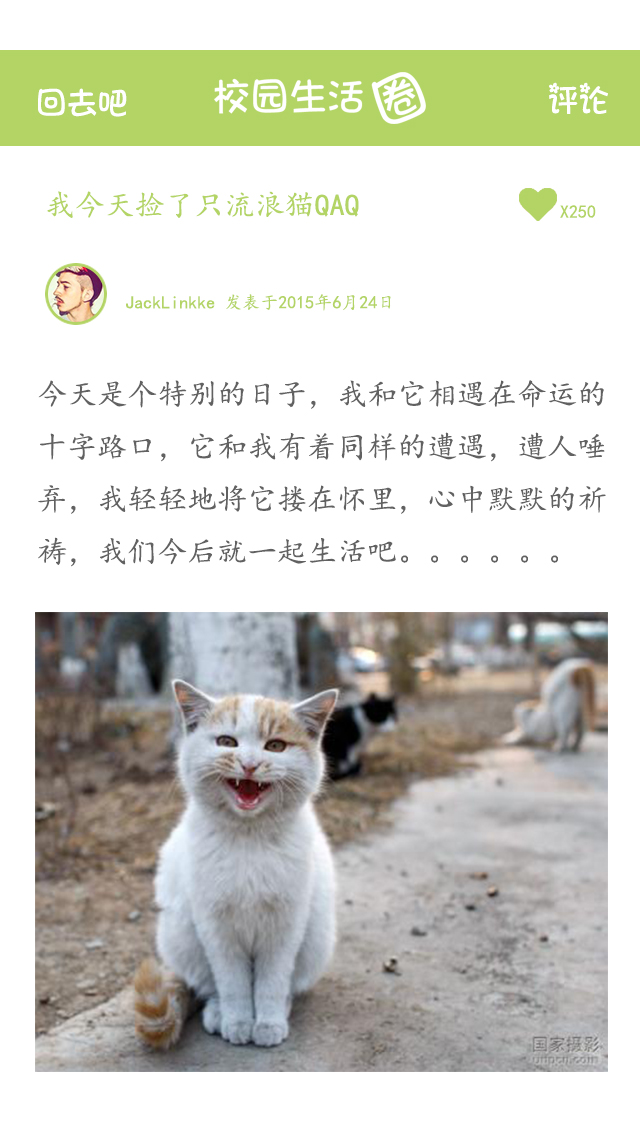 回去吧 校园生活圈 评论
我今天捡了只流浪猫QAQ X250
JackLinkke 发表于2015年6月24日
今天是个特别的日子，我和它相遇在命运的
十字路口，它和我有着同样的遭遇，遭人唾
弃，我轻轻地将它搂在怀里，心中默默的祈
祷，我们今后就一起生活吧。。。。。。
国家摄影
unpcn.com